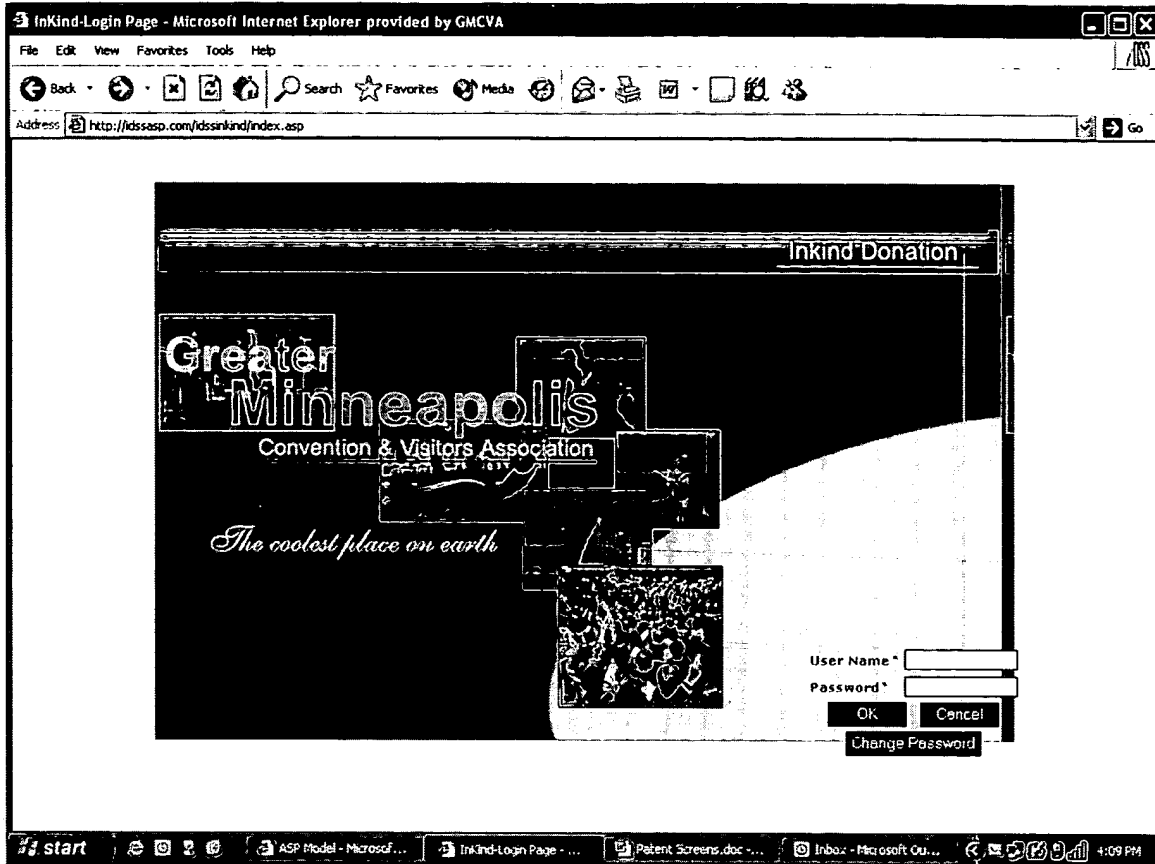 InKind-Login Page - Microsoft Internet Explorer provided by GMCVA
File Edit View Favorites Tools Help
Back Search Favorites Media
Address http://idssasp.com/idssinkind/index.asp Go
Inkind Donation
Greater
Minneapolis
Convention & Visitors Association
The coolest place on earth
User Name *
Password *
OK Cancel
Change Password
start ASP Model - Microsof... InKind-Login Page - ... Patent Screens.doc -... Inbox - Microsoft Ou... 4:09 PM